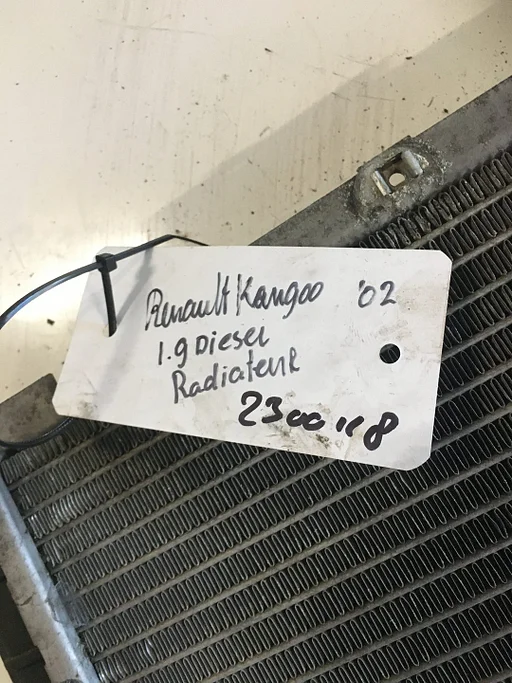 Renault Kangoo '02
1.9 Diesel
Radiateur
2300118